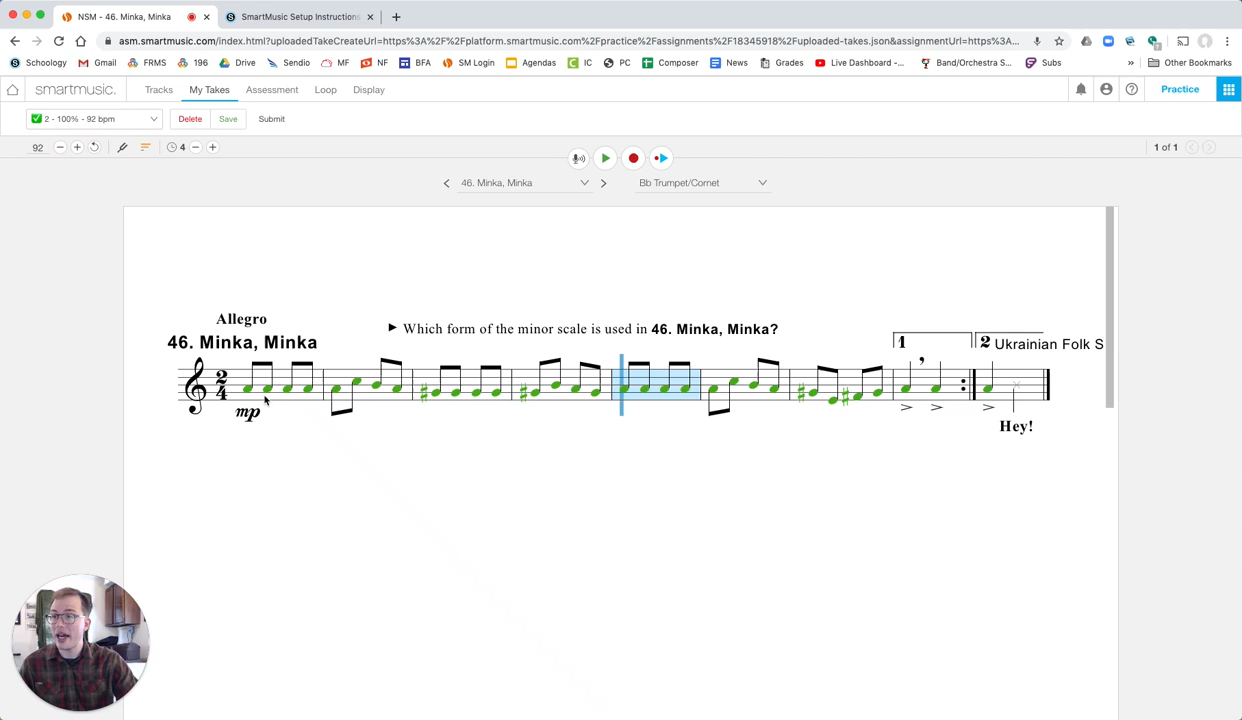 NSM - 46. Minka, Minka
SmartMusic Setup Instructions
asm.smartmusic.com/index.html?uploadedTakeCreateUrl=https%3A%2F%2Fplatform.smartmusic.com%2Fpractice%2Fassignments%2F18345918%2Fuploaded-takes.json&assignmentUrl=https%3A...
Schoology Gmail FRMS 196 Drive Sendio MF NF BFA SM Login Agendas IC PC Composer News Grades Live Dashboard -... Band/Orchestra S... Subs » Other Bookmarks
smartmusic. Tracks My Takes Assessment Loop Display Practice
2 - 100% - 92 bpm Delete Save Submit
92 4 1 of 1
46. Minka, Minka Bb Trumpet/Cornet
Allegro
Which form of the minor scale is used in 46. Minka, Minka?
46. Minka, Minka
1 2 Ukrainian Folk S
2
4
mp
Hey!